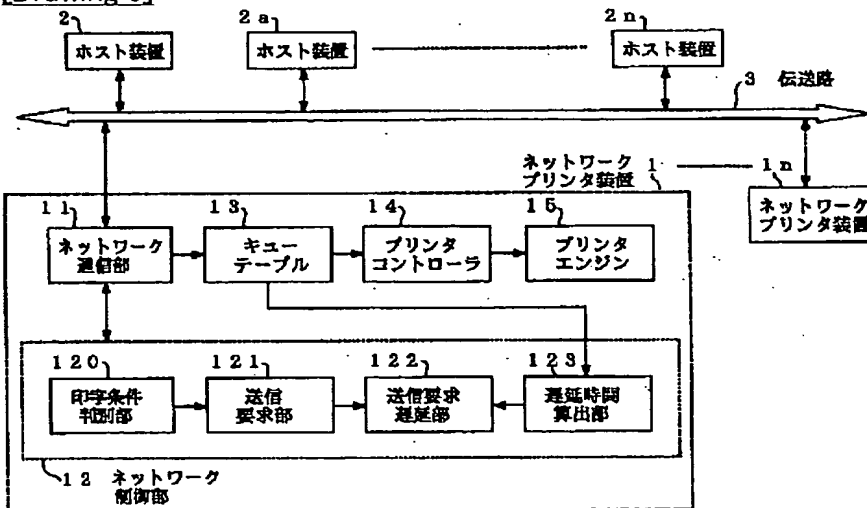 2
2a
2n
ホスト装置
ホスト装置
ホスト装置
3 伝送路
ネットワーク
プリンタ装置
1
1n
ネットワーク
プリンタ装置
11
13
14
15
ネットワーク
通信部
キュー
テーブル
プリンタ
コントローラ
プリンタ
エンジン
120
121
122
123
印字条件
判別部
送信
要求部
送信要求
遅延部
遅延時間
算出部
12 ネットワーク
制御部